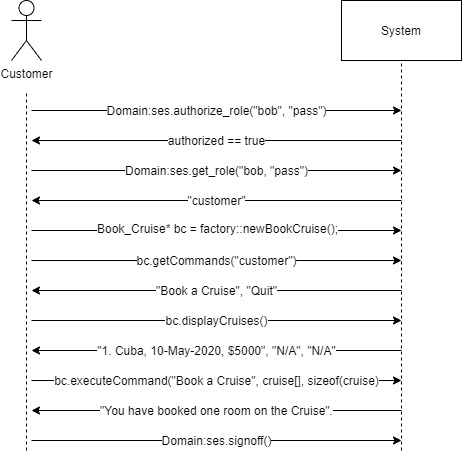 Customer
System
Domain:ses.authorize_role("bob", "pass")
authorized == true
Domain:ses.get_role("bob, "pass")
"customer"
Book_Cruise* bc = factory::newBookCruise();
bc.getCommands("customer")
"Book a Cruise", "Quit"
bc.displayCruises()
"1. Cuba, 10-May-2020, $5000", "N/A", "N/A"
bc.executeCommand("Book a Cruise", cruise[], sizeof(cruise)
"You have booked one room on the Cruise".
Domain:ses.signoff()